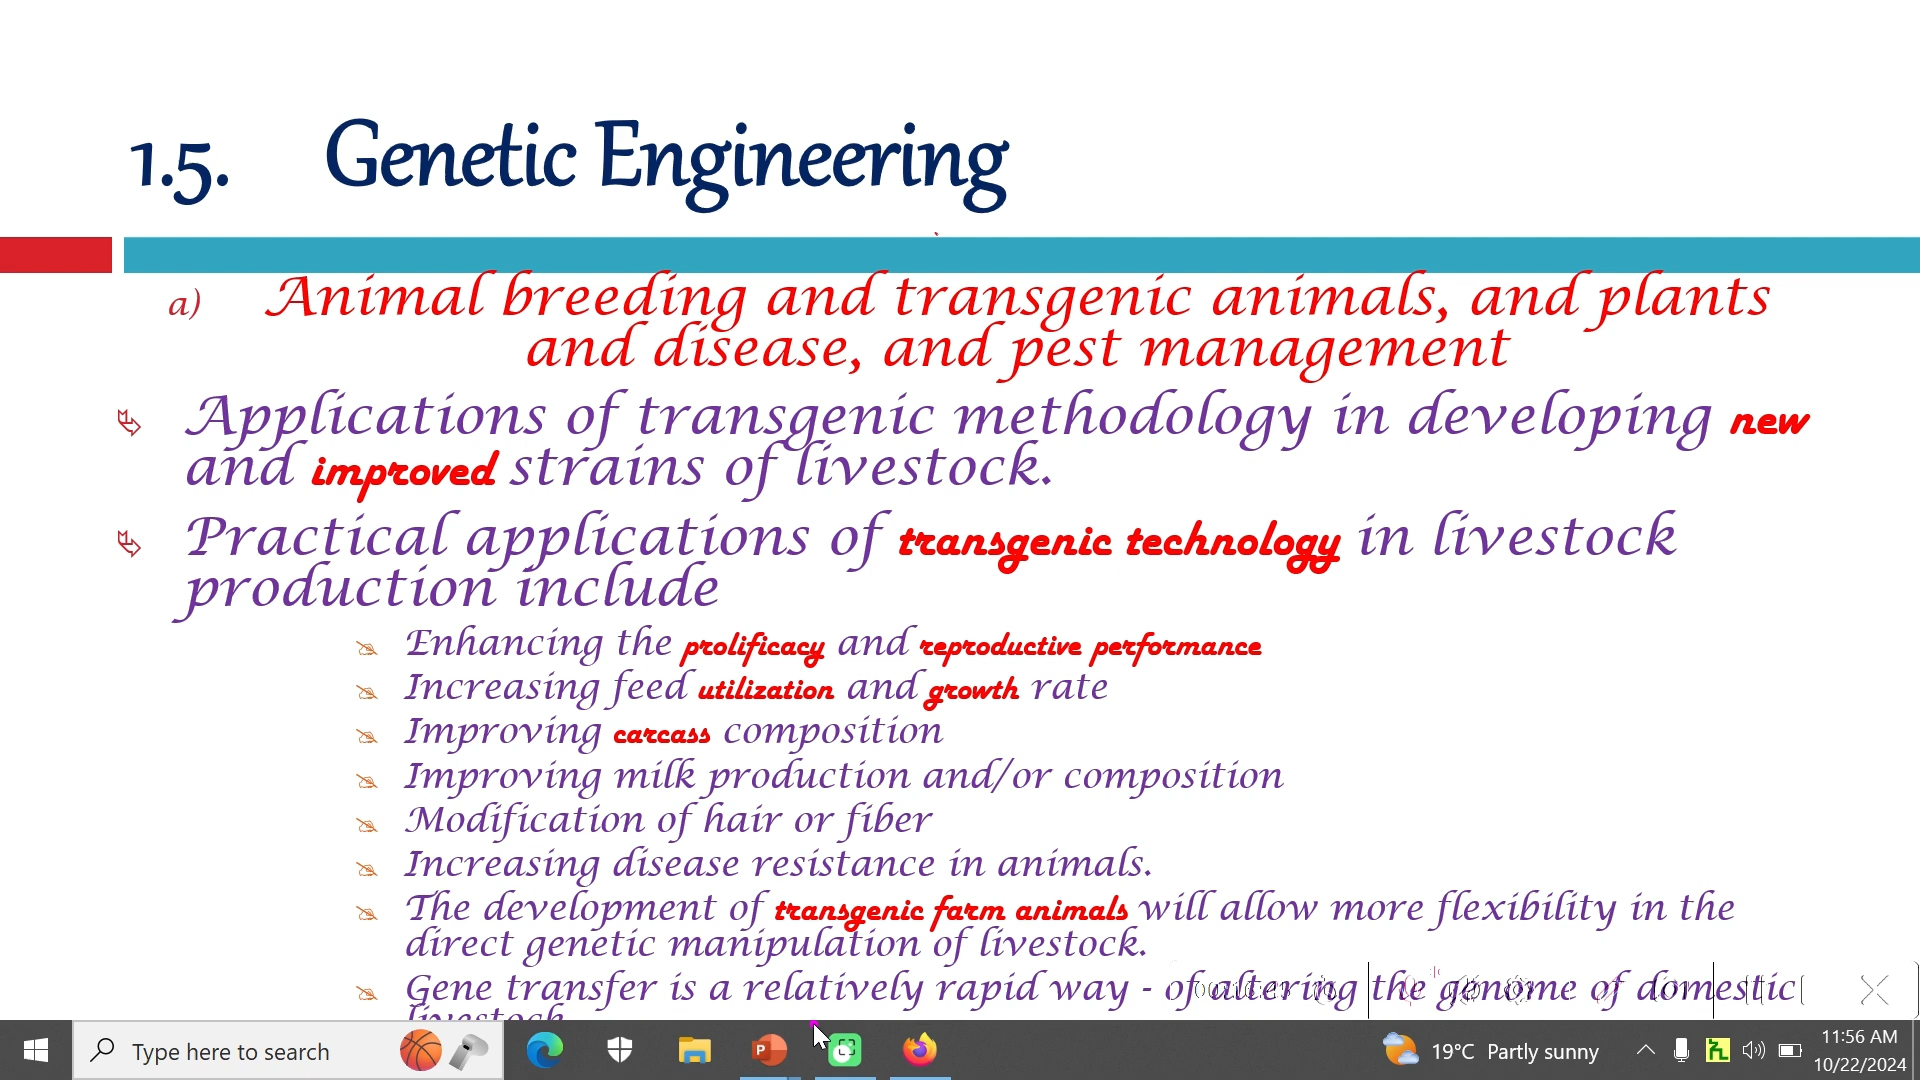 1.5. Genetic Engineering
a) Animal breeding and transgenic animals, and plants
and disease, and pest management
Applications of transgenic methodology in developing new
and improved strains of livestock.
Practical applications of transgenic technology in livestock
production include
Enhancing the prolificacy and reproductive performance
Increasing feed utilization and growth rate
Improving carcass composition
Improving milk production and/or composition
Modification of hair or fiber
Increasing disease resistance in animals.
The development of transgenic farm animals will allow more flexibility in the
direct genetic manipulation of livestock.
Gene transfer is a relatively rapid way - of altering the genome of domestic
livestock
Type here to search
19°C Partly sunny
11:56 AM
10/22/2024